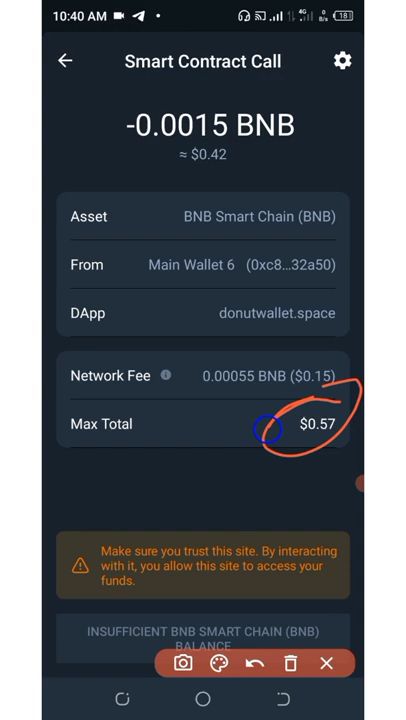 10:40 AM
4G
18
Smart Contract Call
-0.0015 BNB
≈ $0.42
Asset BNB Smart Chain (BNB)
From Main Wallet 6 (0xc8...32a50)
DApp donutwallet.space
Network Fee 0.00055 BNB ($0.15)
Max Total $0.57
Make sure you trust this site. By interacting
with it, you allow this site to access your
funds.
INSUFFICIENT BNB SMART CHAIN (BNB)
BALANCE